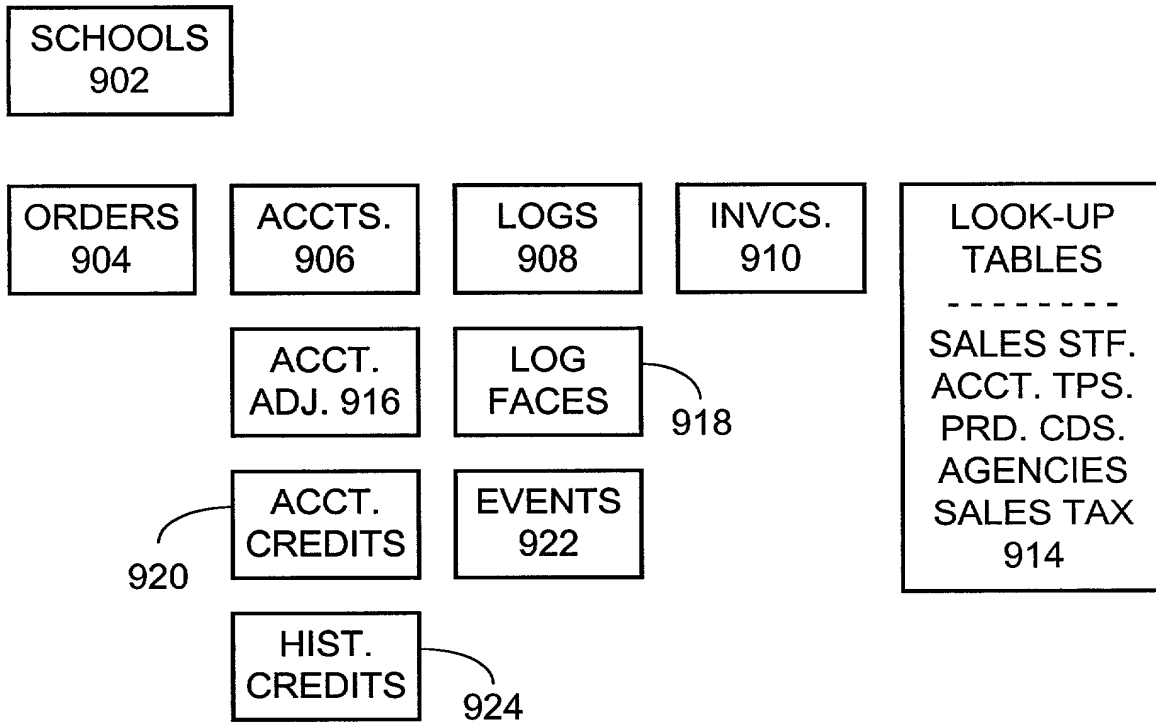 SCHOOLS
902
ORDERS
904
ACCTS.
906
LOGS
908
INVCS.
910
LOOK-UP
TABLES
- - - - - - - -
SALES STF.
ACCT. TPS.
PRD. CDS.
AGENCIES
SALES TAX
914
ACCT.
ADJ. 916
LOG
FACES
918
ACCT.
CREDITS
920
EVENTS
922
HIST.
CREDITS
924